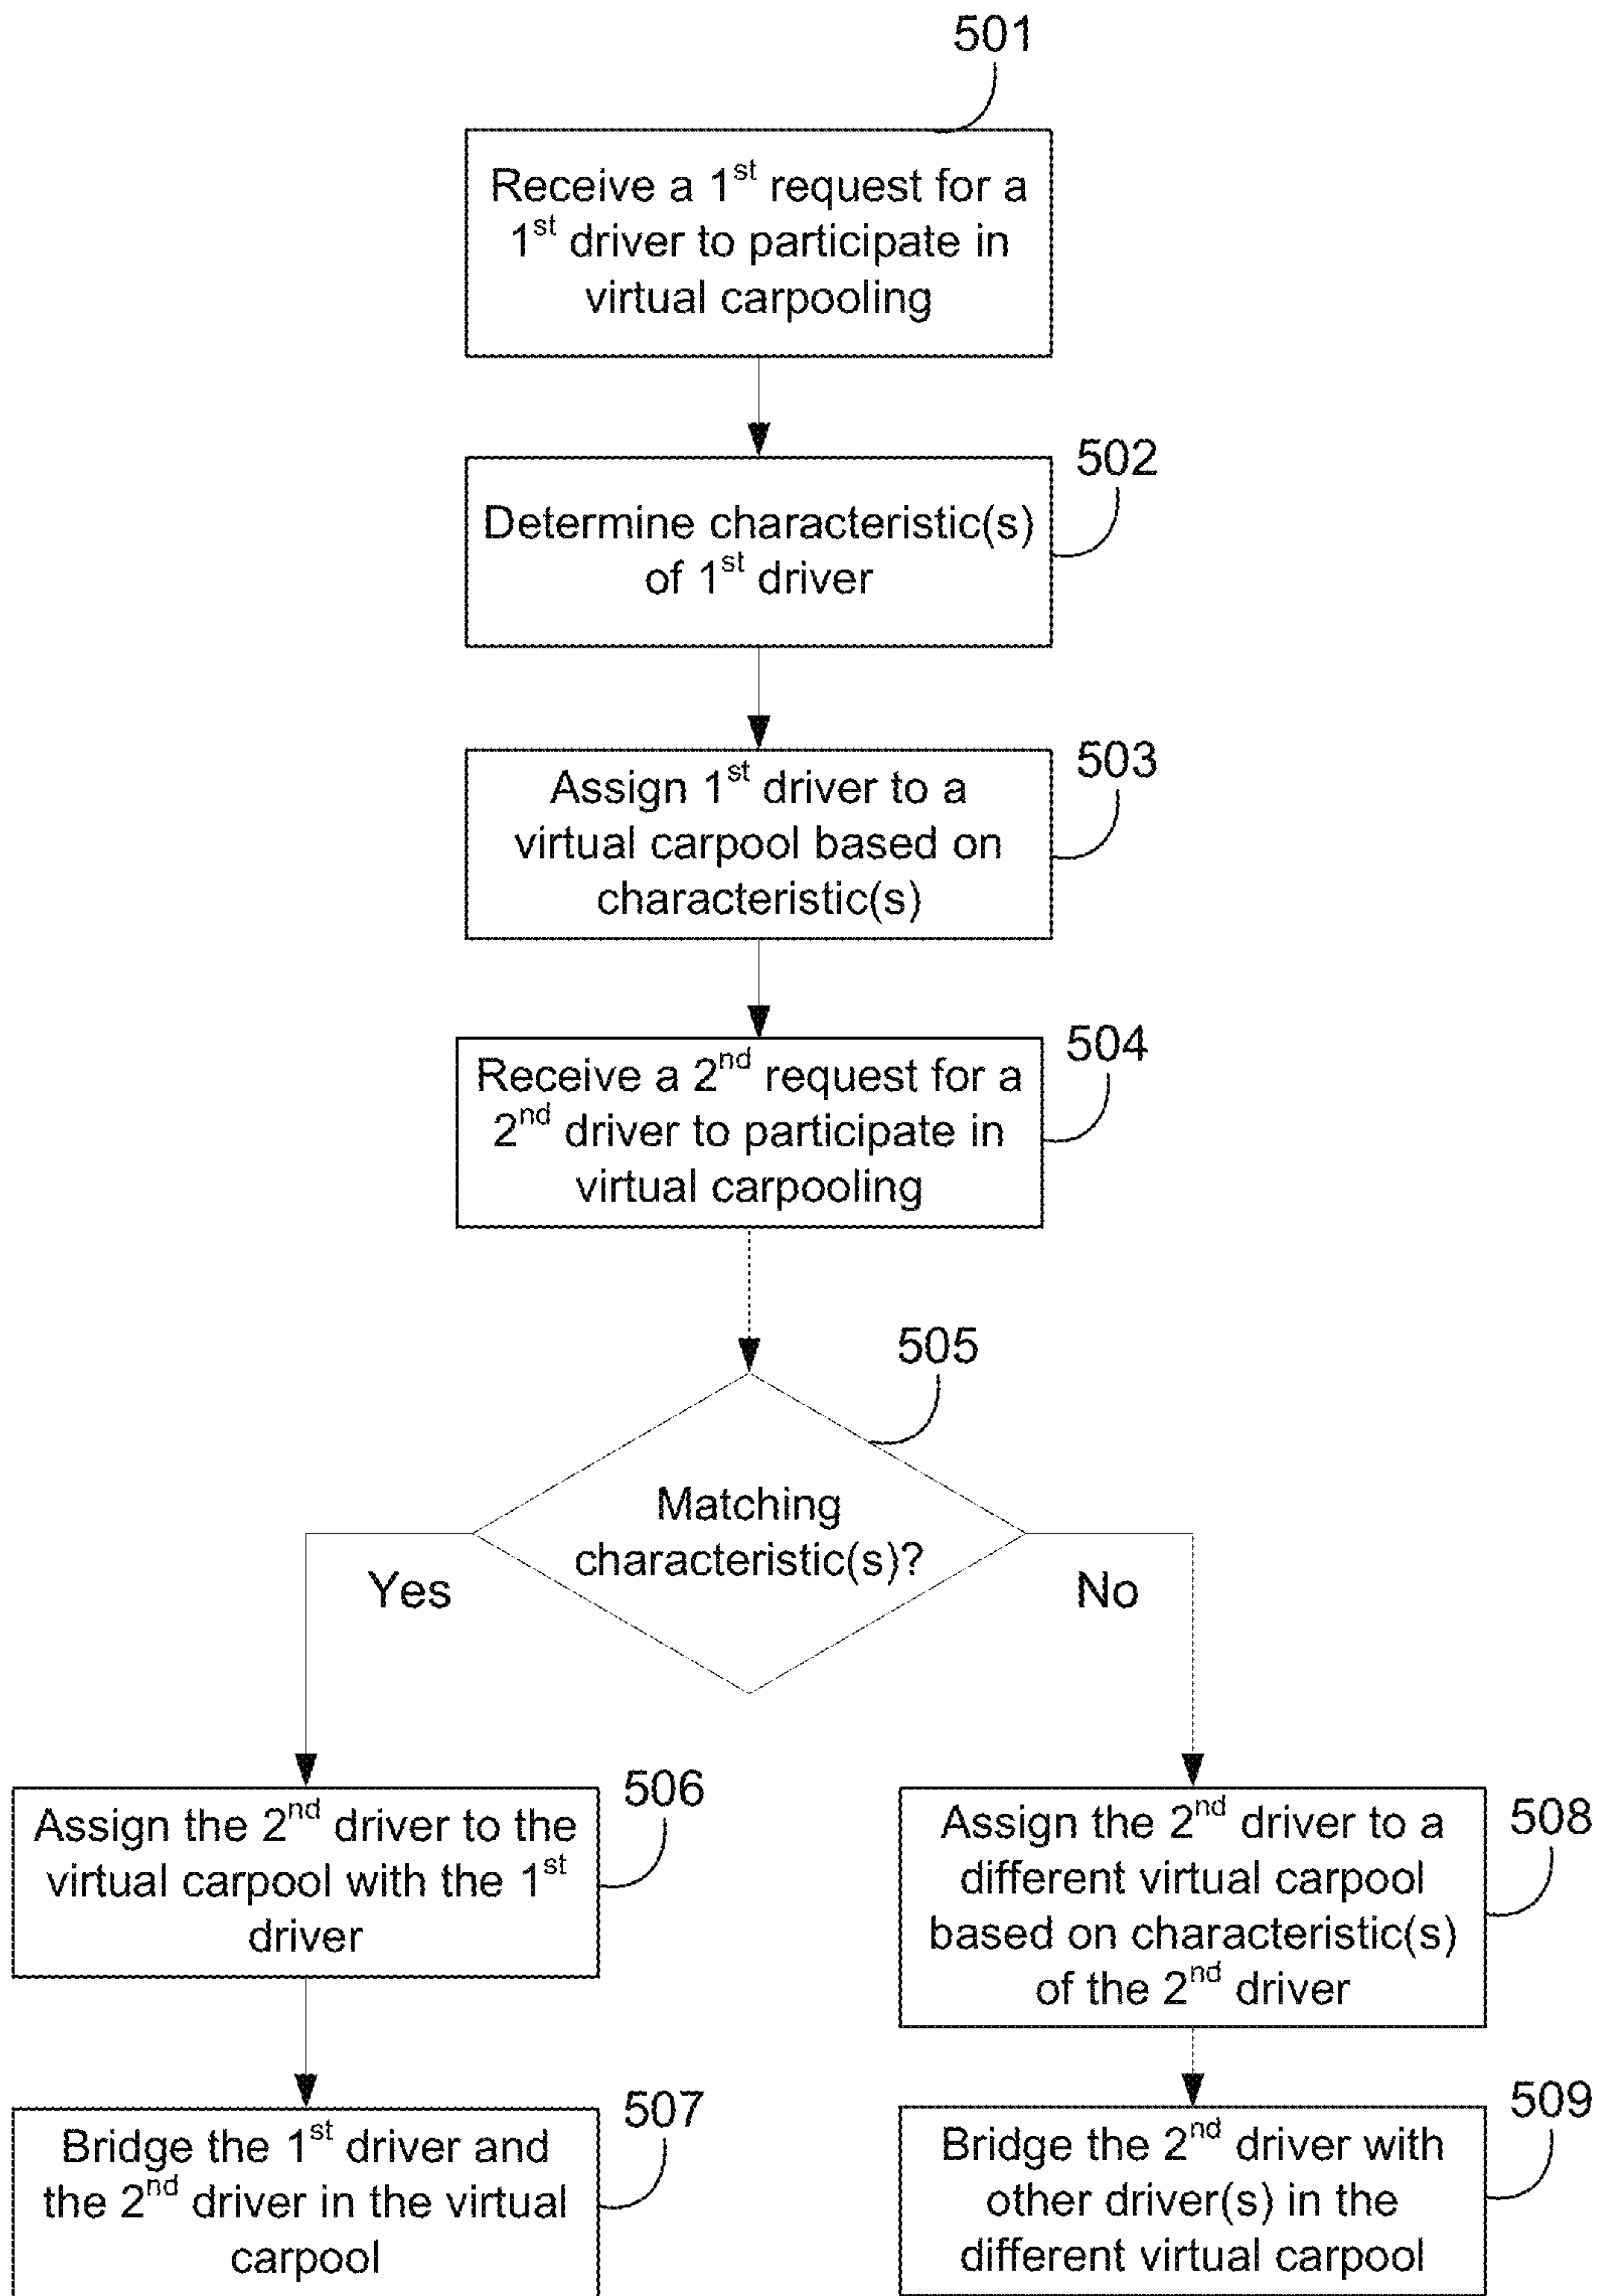 501
Receive a 1st request for a
1st driver to participate in
virtual carpooling
502
Determine characteristic(s)
of 1st driver
503
Assign 1st driver to a
virtual carpool based on
characteristic(s)
504
Receive a 2nd request for a
2nd driver to participate in
virtual carpooling
505
Matching
characteristic(s)?
Yes
No
506
Assign the 2nd driver to the
virtual carpool with the 1st
driver
508
Assign the 2nd driver to a
different virtual carpool
based on characteristic(s)
of the 2nd driver
507
Bridge the 1st driver and
the 2nd driver in the virtual
carpool
509
Bridge the 2nd driver with
other driver(s) in the
different virtual carpool